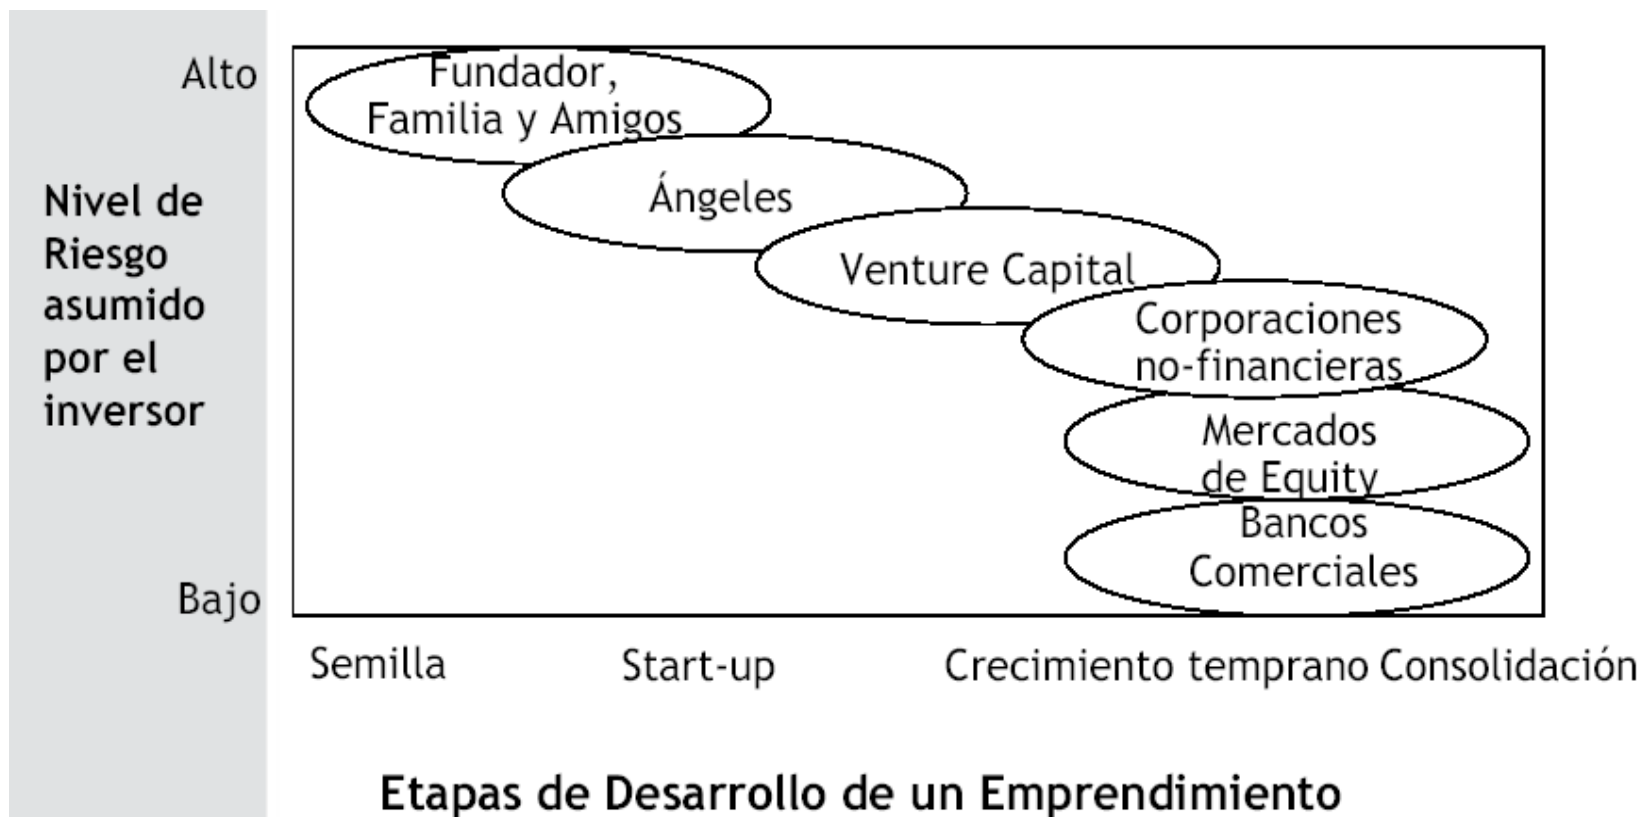 Alto
Nivel de
Riesgo
asumido
por el
inversor
Bajo
Fundador,
Familia y Amigos
Ángeles
Venture Capital
Corporaciones
no-financieras
Mercados
de Equity
Bancos
Comerciales
Semilla Start-up Crecimiento temprano Consolidación
Etapas de Desarrollo de un Emprendimiento